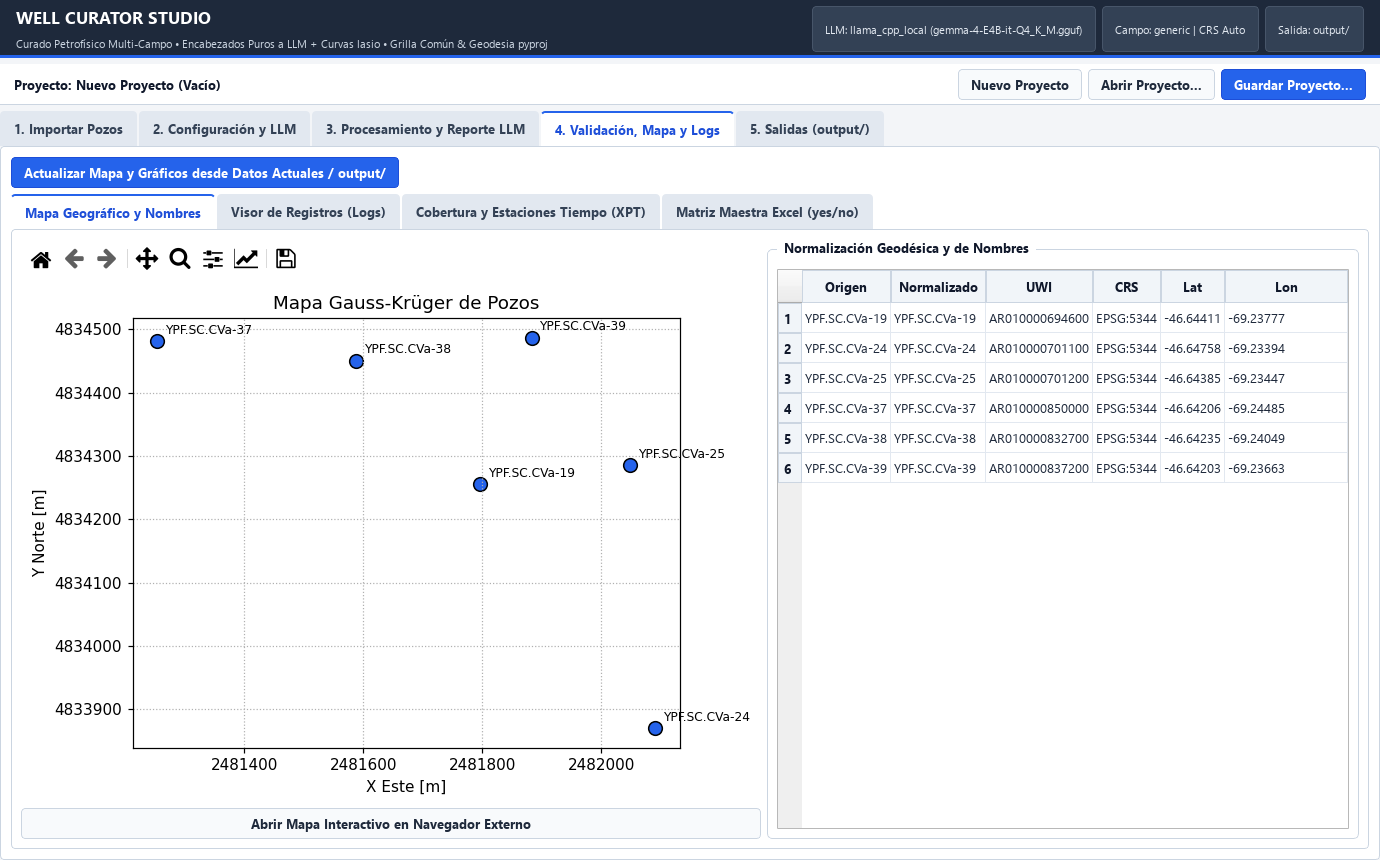 WELL CURATOR STUDIO
Curado Petrofísico Multi-Campo • Encabezados Puros a LLM + Curvas lasio • Grilla Común & Geodesia pyproj
LLM: llama_cpp_local (gemma-4-E4B-it-Q4_K_M.gguf)
Campo: generic | CRS Auto
Salida: output/
Proyecto: Nuevo Proyecto (Vacío)
Nuevo Proyecto
Abrir Proyecto...
Guardar Proyecto...
1. Importar Pozos
2. Configuración y LLM
3. Procesamiento y Reporte LLM
4. Validación, Mapa y Logs
5. Salidas (output/)
Actualizar Mapa y Gráficos desde Datos Actuales / output/
Mapa Geográfico y Nombres
Visor de Registros (Logs)
Cobertura y Estaciones Tiempo (XPT)
Matriz Maestra Excel (yes/no)
Mapa Gauss-Krüger de Pozos
Y Norte [m]
4834500
4834400
4834300
4834200
4834100
4834000
4833900
YPF.SC.CVa-37
YPF.SC.CVa-38
YPF.SC.CVa-39
YPF.SC.CVa-25
YPF.SC.CVa-19
YPF.SC.CVa-24
2481400
2481600
2481800
2482000
X Este [m]
Abrir Mapa Interactivo en Navegador Externo
Normalización Geodésica y de Nombres
Origen Normalizado UWI CRS Lat Lon
1 YPF.SC.CVa-19 YPF.SC.CVa-19 AR010000694600 EPSG:5344 -46.64411 -69.23777
2 YPF.SC.CVa-24 YPF.SC.CVa-24 AR010000701100 EPSG:5344 -46.64758 -69.23394
3 YPF.SC.CVa-25 YPF.SC.CVa-25 AR010000701200 EPSG:5344 -46.64385 -69.23447
4 YPF.SC.CVa-37 YPF.SC.CVa-37 AR010000850000 EPSG:5344 -46.64206 -69.24485
5 YPF.SC.CVa-38 YPF.SC.CVa-38 AR010000832700 EPSG:5344 -46.64235 -69.24049
6 YPF.SC.CVa-39 YPF.SC.CVa-39 AR010000837200 EPSG:5344 -46.64203 -69.23663